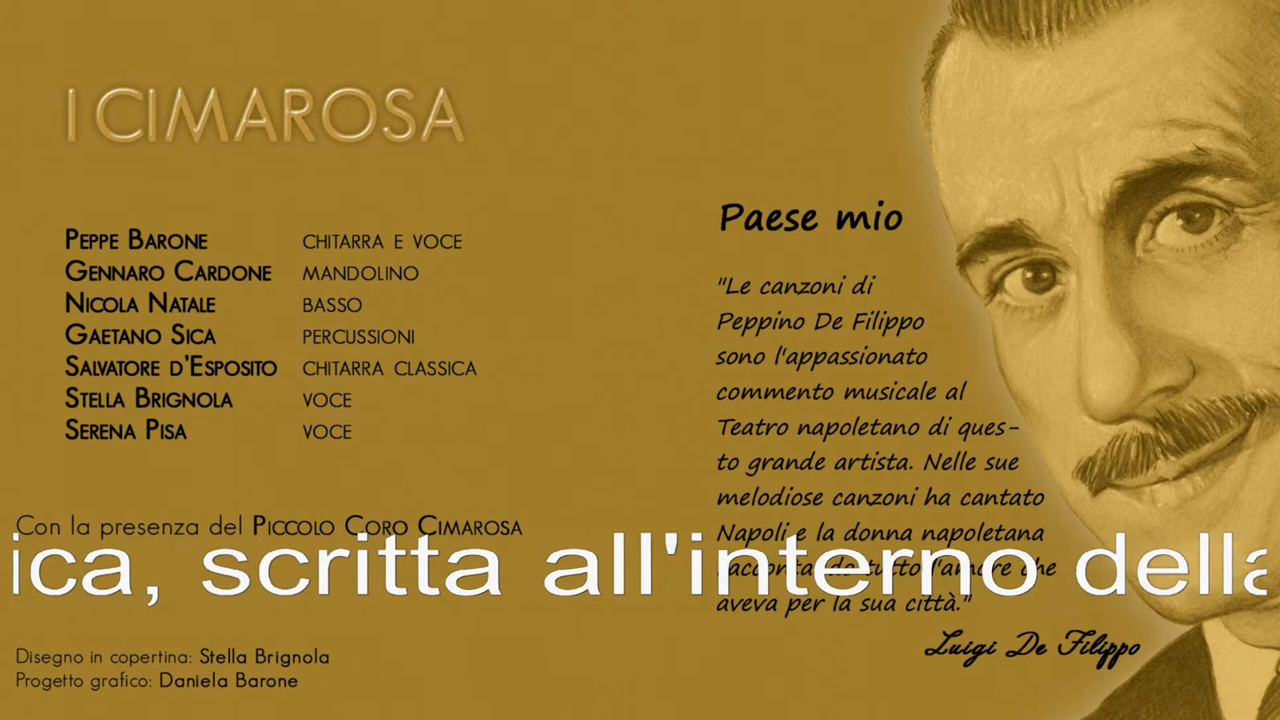 I CIMAROSA
PEPPE BARONE CHITARRA E VOCE
GENNARO CARDONE MANDOLINO
NICOLA NATALE BASSO
GAETANO SICA PERCUSSIONI
SALVATORE D'ESPOSITO CHITARRA CLASSICA
STELLA BRIGNOLA VOCE
SERENA PISA VOCE
Con la presenza del PICCOLO CORO CIMAROSA
Disegno in copertina: Stella Brignola
Progetto grafico: Daniela Barone
Paese mio
"Le canzoni di
Peppino De Filippo
sono l'appassionato
commento musicale al
Teatro napoletano di ques-
to grande artista. Nelle sue
melodiose canzoni ha cantato
Napoli e la donna napoletana
tutto l'amore che
aveva per la sua città."
Luigi De Filippo
ica, scritta all'interno della